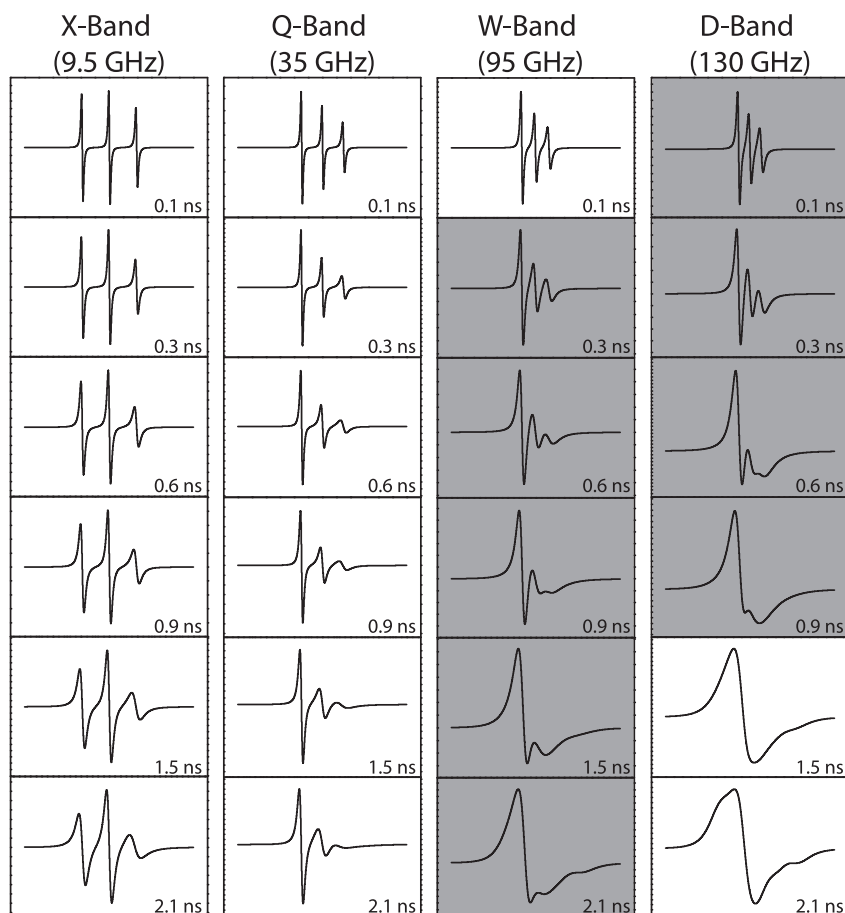 X-Band Q-Band W-Band D-Band
(9.5 GHz) (35 GHz) (95 GHz) (130 GHz)
0.1 ns 0.1 ns 0.1 ns 0.1 ns
0.3 ns 0.3 ns 0.3 ns 0.3 ns
0.6 ns 0.6 ns 0.6 ns 0.6 ns
0.9 ns 0.9 ns 0.9 ns 0.9 ns
1.5 ns 1.5 ns 1.5 ns 1.5 ns
2.1 ns 2.1 ns 2.1 ns 2.1 ns